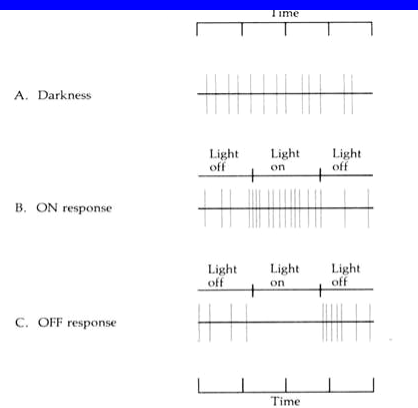 Time
A. Darkness
Light Light Light
off on off
B. ON response
Light Light Light
off on off
C. OFF response
Time